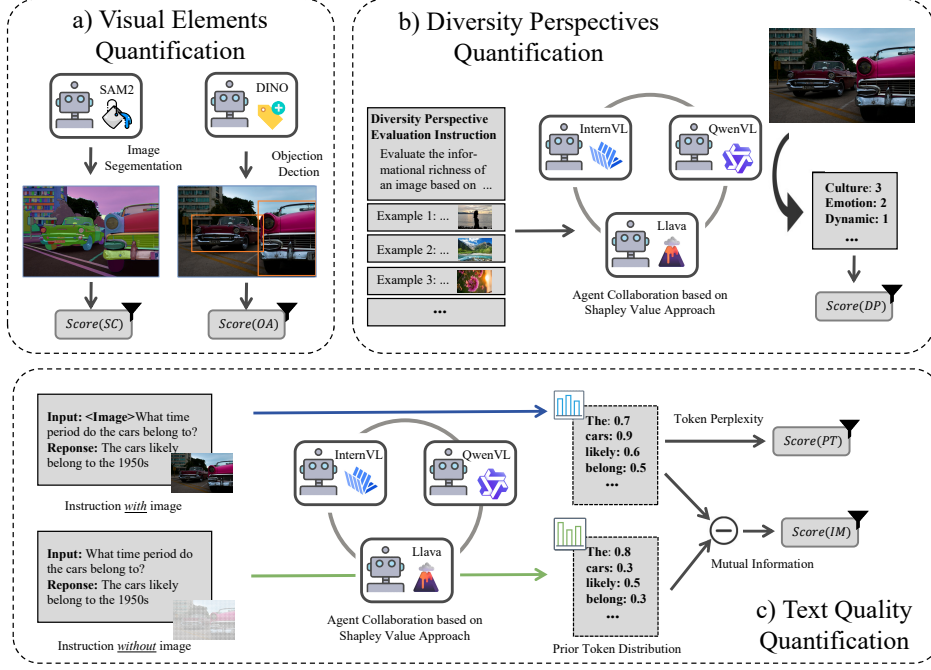 a) Visual Elements
Quantification
SAM2
DINO
Image
Segementation
Objection
Dection
Score(SC)
Score(OA)
b) Diversity Perspectives
Quantification
Diversity Perspective
Evaluation Instruction
Evaluate the infor-
mational richness of
an image based on ...
Example 1: ...
Example 2: ...
Example 3: ...
...
InternVL
QwenVL
Llava
Agent Collaboration based on
Shapley Value Approach
Culture: 3
Emotion: 2
Dynamic: 1
...
Score(DP)
Input: <Image>What time
period do the cars belong to?
Reponse: The cars likely
belong to the 1950s
Instruction with image
Input: What time period do
the cars belong to?
Reponse: The cars likely
belong to the 1950s
Instruction without image
InternVL
QwenVL
Llava
Agent Collaboration based on
Shapley Value Approach
The: 0.7
cars: 0.9
likely: 0.6
belong: 0.5
...
The: 0.8
cars: 0.3
likely: 0.5
belong: 0.3
...
Prior Token Distribution
Token Perplexity
Score(PT)
Score(IM)
Mutual Information
c) Text Quality
Quantification